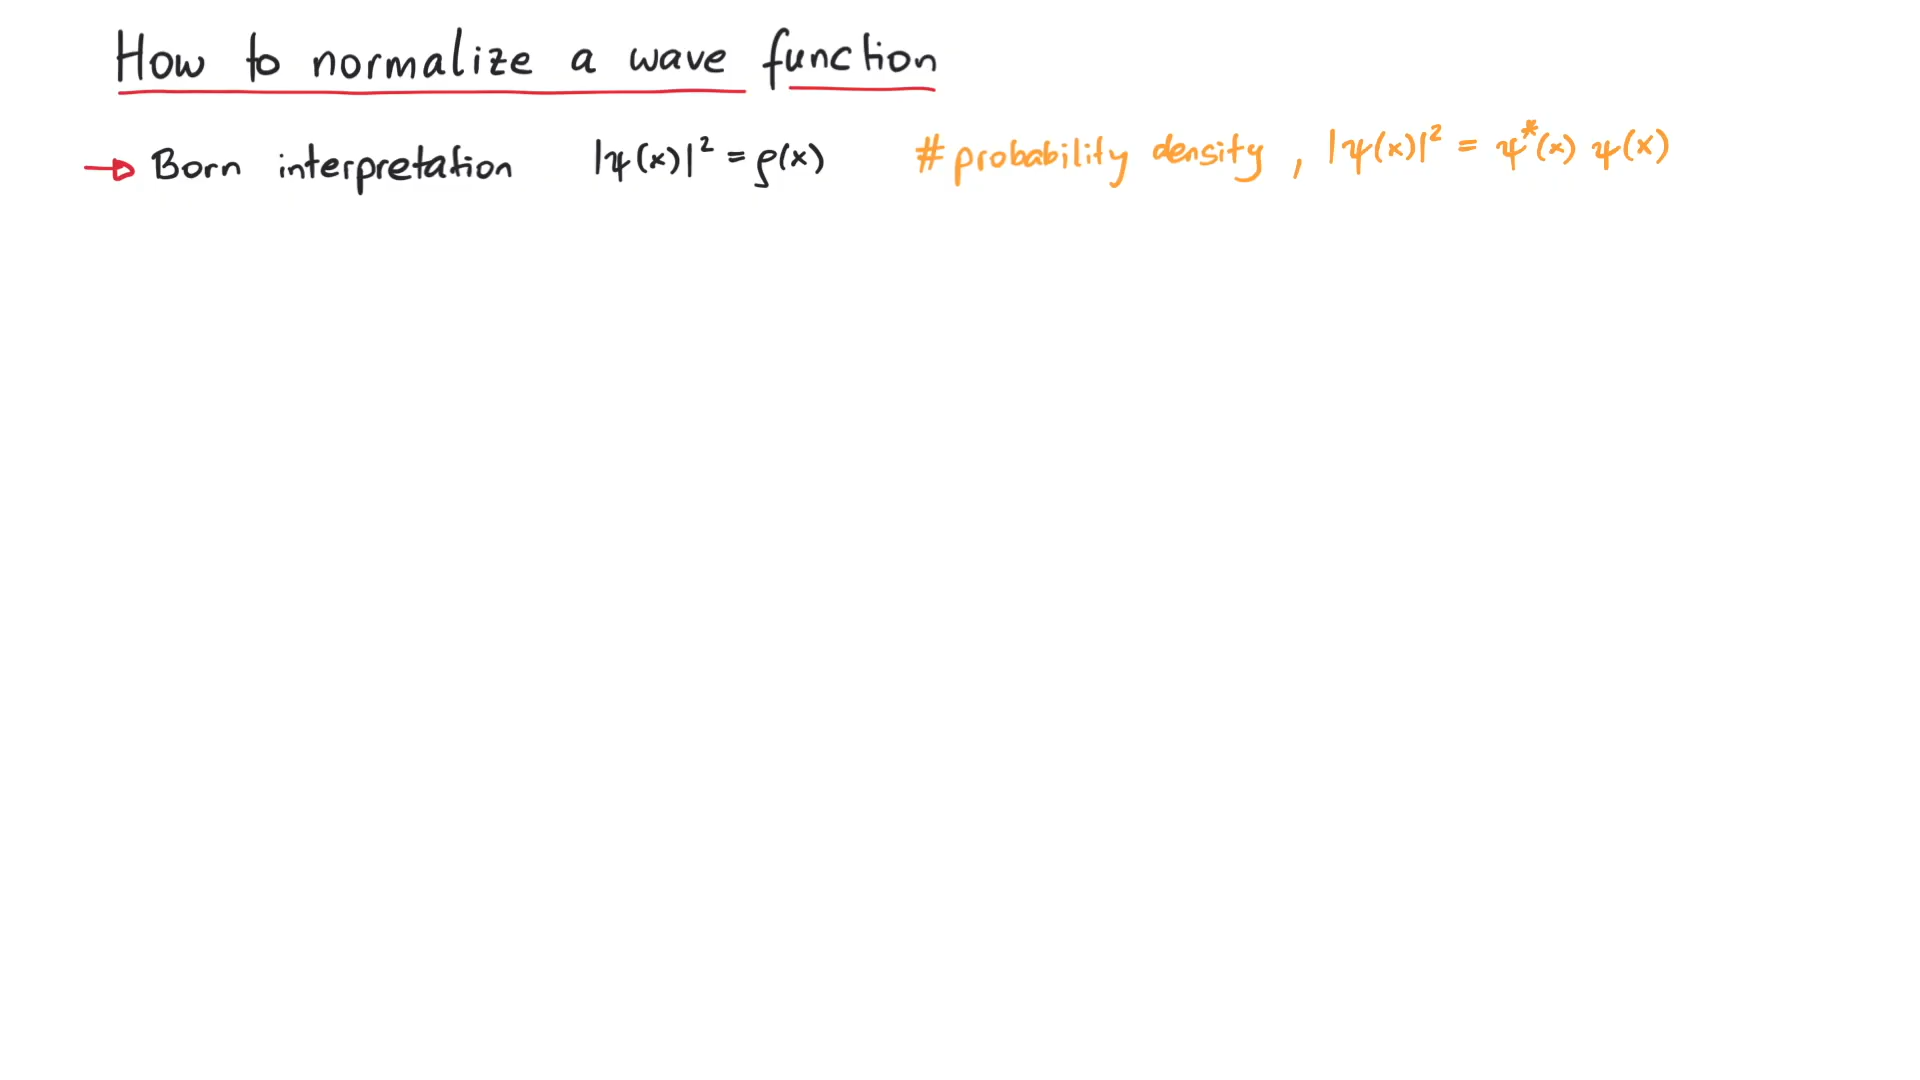 How to normalize a wave function
Born interpretation |ψ(x)|² = ρ(x) # probability density , |ψ(x)|² = ψ*(x) ψ(x)